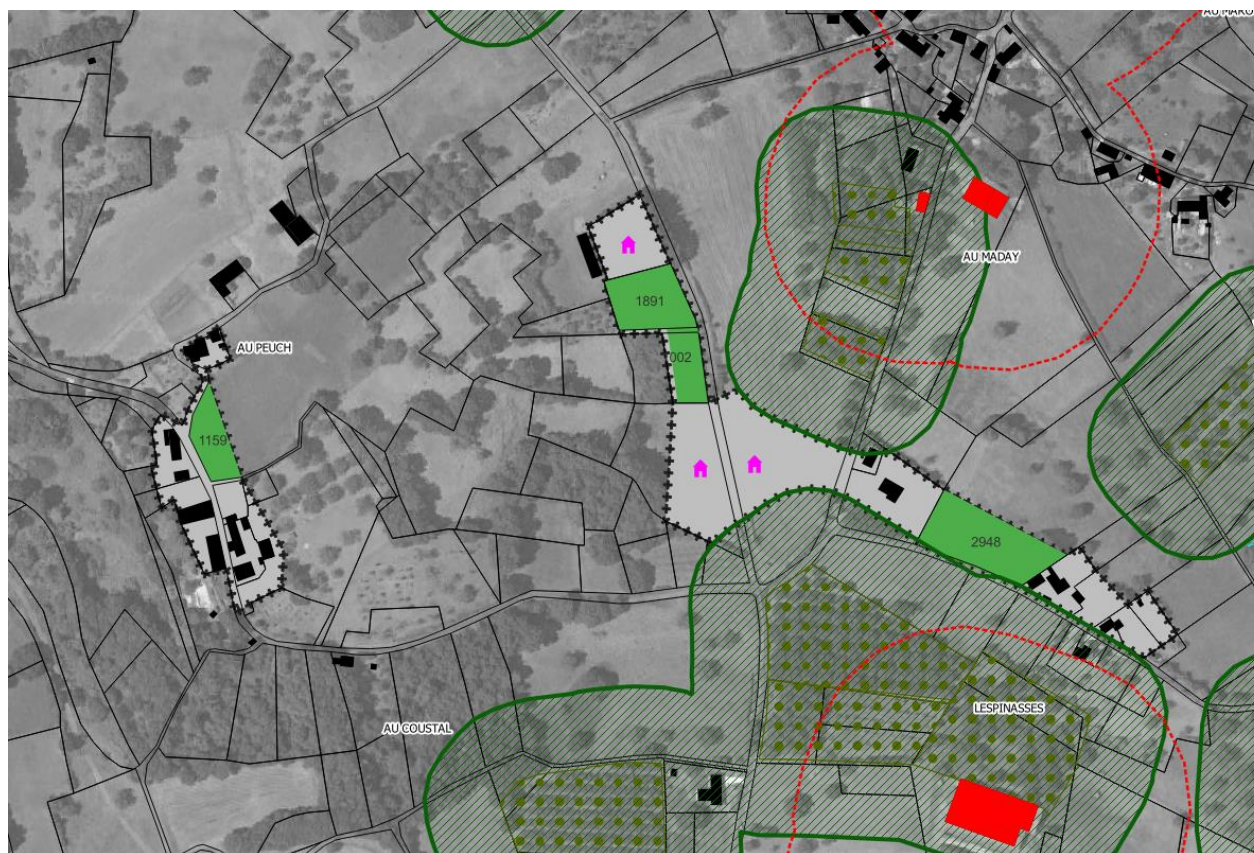 AU MARO
AU MADAY
1891
AU PEUCH
002
1159
2948
LESPINASSES
AU COUSTAL